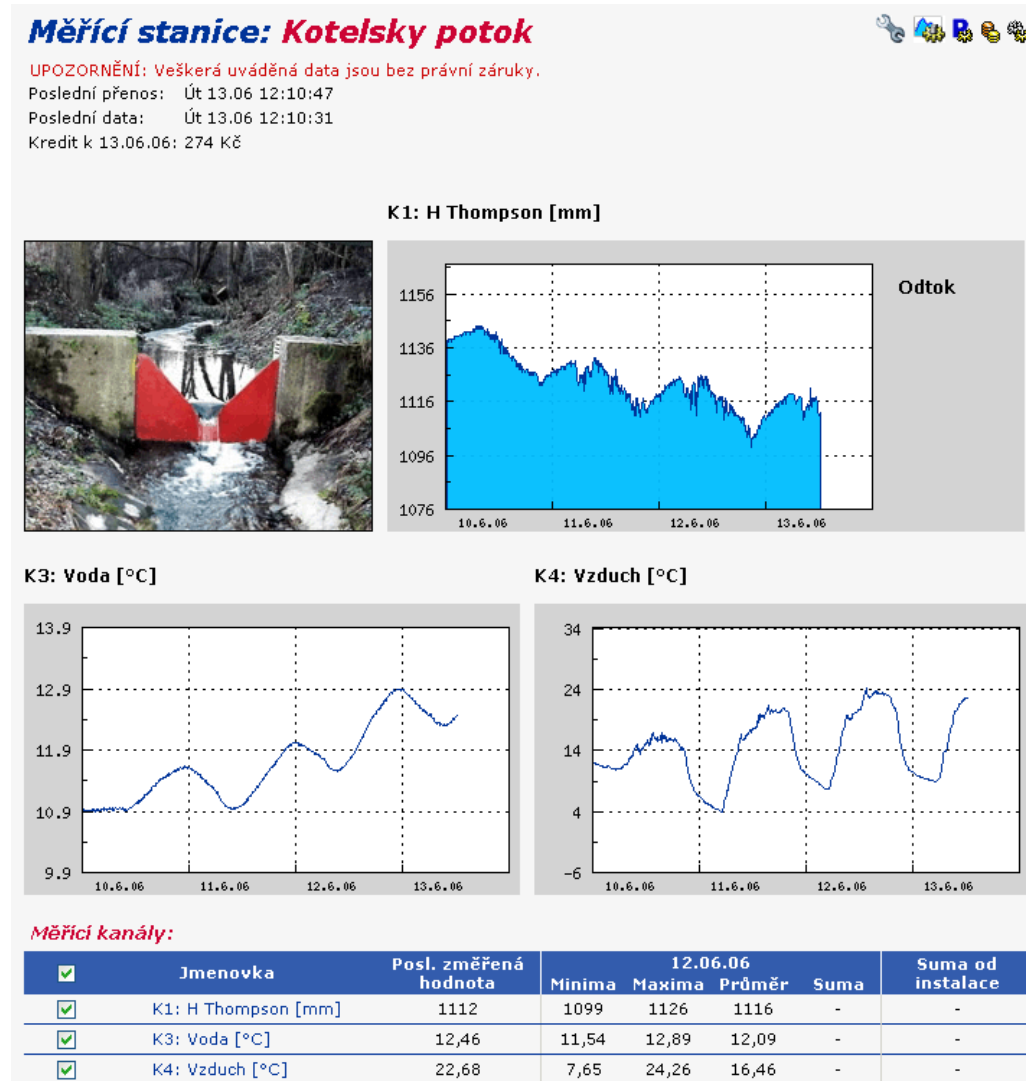 Měřící stanice: Kotelsky potok
UPOZORNĚNÍ: Veškerá uváděná data jsou bez právní záruky.
Poslední přenos: Út 13.06 12:10:47
Poslední data: Út 13.06 12:10:31
Kredit k 13.06.06: 274 Kč
K1: H Thompson [mm]
1156
1136
1116
1096
1076
10.6.06 11.6.06 12.6.06 13.6.06
Odtok
K3: Voda [°C]
13.9
12.9
11.9
10.9
9.9
10.6.06 11.6.06 12.6.06 13.6.06
K4: Vzduch [°C]
34
24
14
4
-6
10.6.06 11.6.06 12.6.06 13.6.06
Měřící kanály:
Jmenovka Posl. změřená hodnota 12.06.06 Suma od instalace
Minima Maxima Průměr Suma
K1: H Thompson [mm] 1112 1099 1126 1116 - -
K3: Voda [°C] 12,46 11,54 12,89 12,09 - -
K4: Vzduch [°C] 22,68 7,65 24,26 16,46 - -